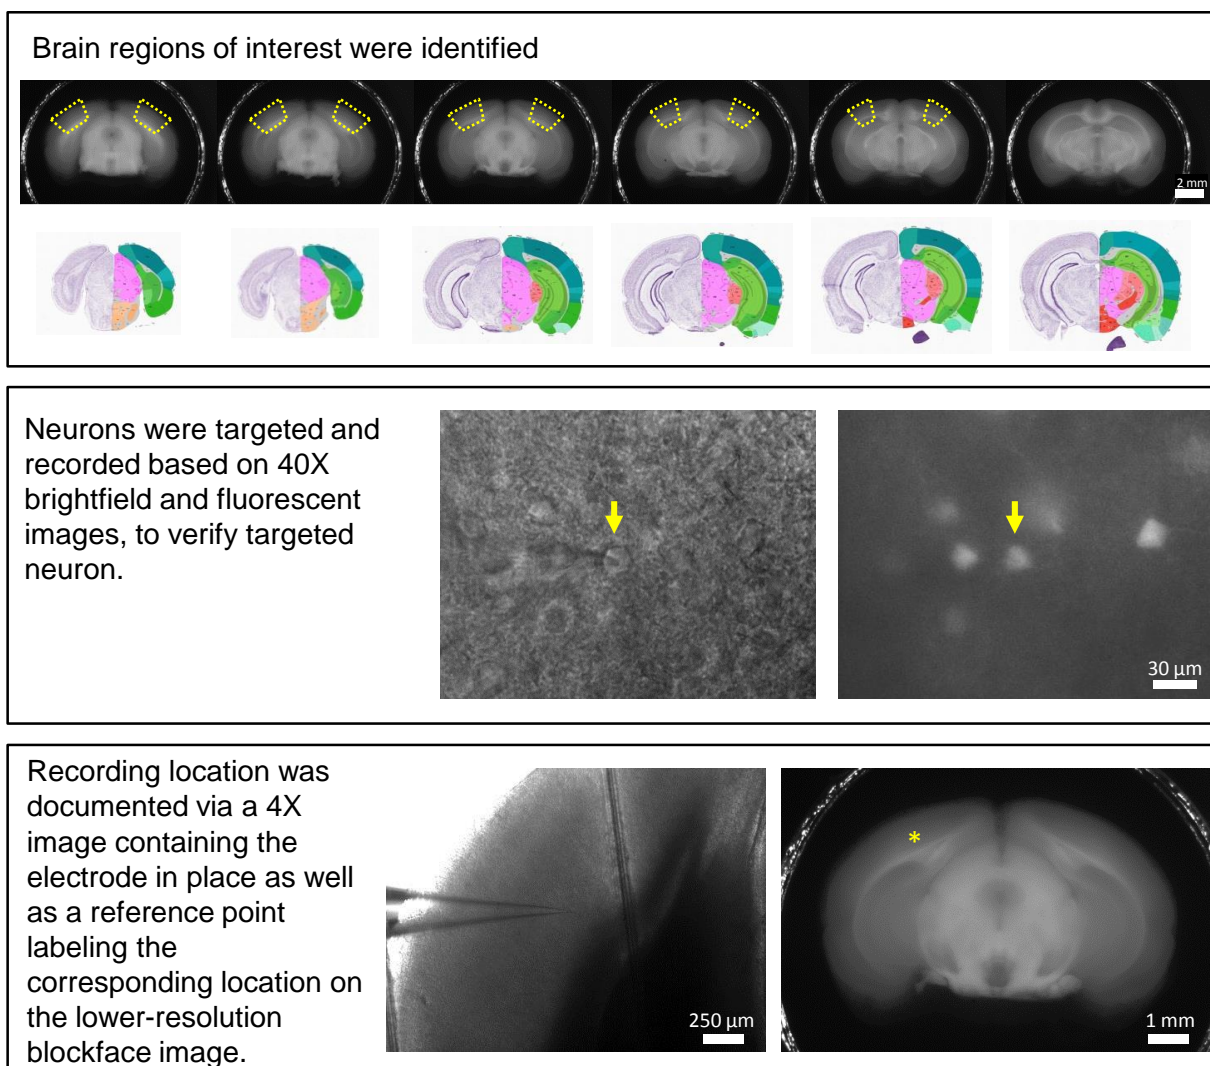 Brain regions of interest were identified
2 mm
Neurons were targeted and
recorded based on 40X
brightfield and fluorescent
images, to verify targeted
neuron.
30 µm
Recording location was
documented via a 4X
image containing the
electrode in place as well
as a reference point
labeling the
corresponding location on
the lower-resolution
blockface image.
250 µm
*
1 mm